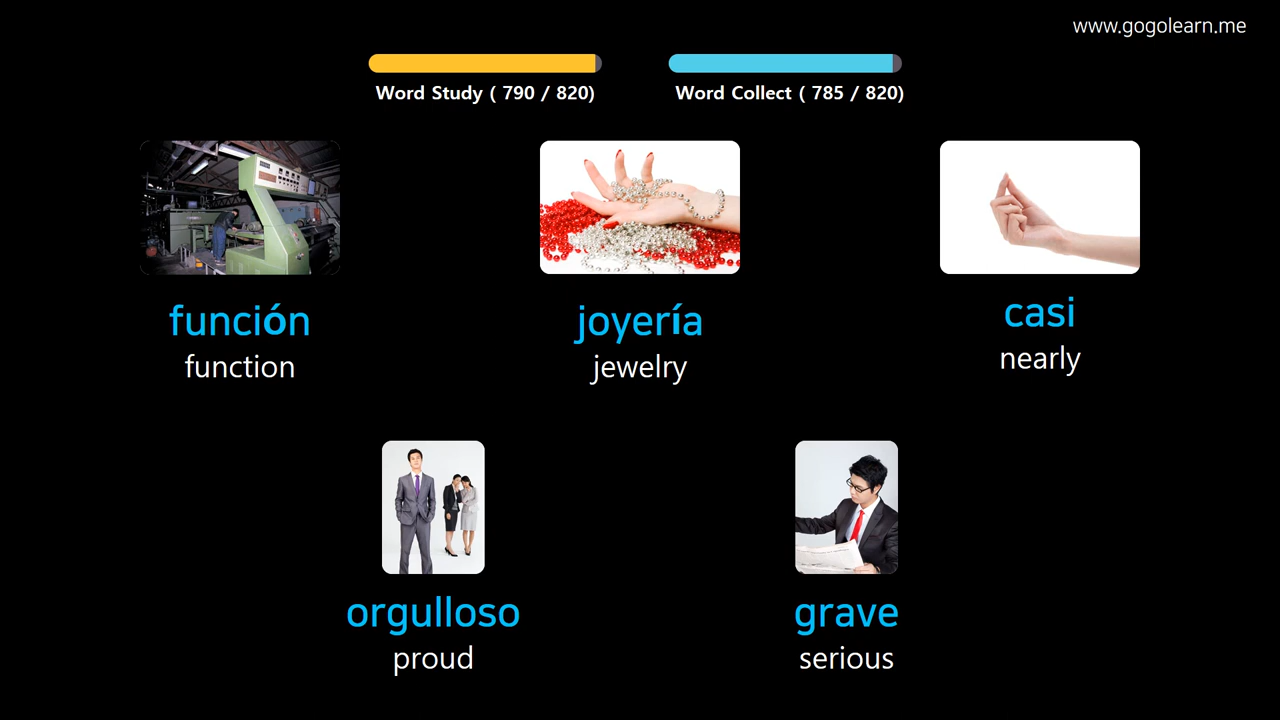 www.gogolearn.me
Word Study ( 790 / 820)
Word Collect ( 785 / 820)
función
function
joyería
jewelry
casi
nearly
orgulloso
proud
grave
serious